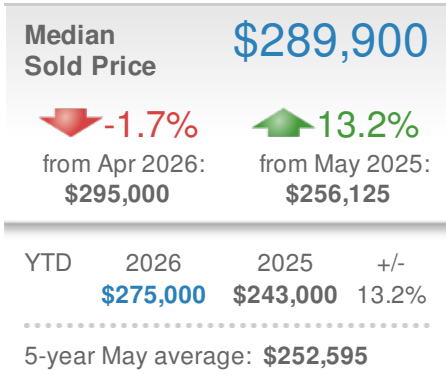 Median $289,900
Sold Price
-1.7% 13.2%
from Apr 2026: from May 2025:
$295,000 $256,125
YTD 2026 2025 +/-
$275,000 $243,000 13.2%
5-year May average: $252,595